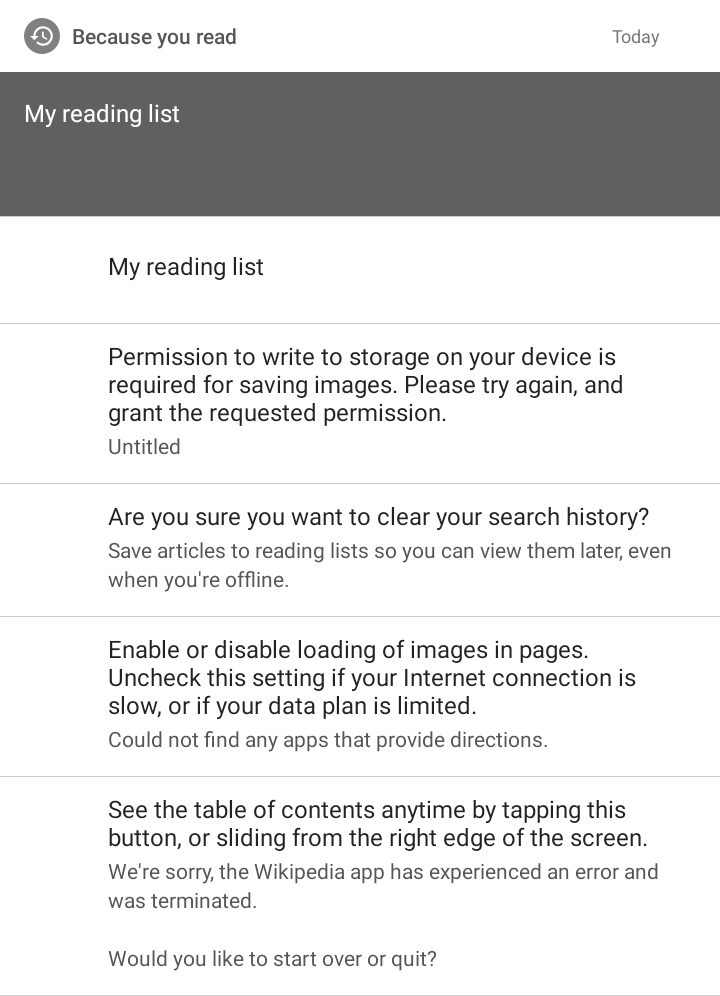 Because you read
Today
My reading list
My reading list
Permission to write to storage on your device is
required for saving images. Please try again, and
grant the requested permission.
Untitled
Are you sure you want to clear your search history?
Save articles to reading lists so you can view them later, even
when you're offline.
Enable or disable loading of images in pages.
Uncheck this setting if your Internet connection is
slow, or if your data plan is limited.
Could not find any apps that provide directions.
See the table of contents anytime by tapping this
button, or sliding from the right edge of the screen.
We're sorry, the Wikipedia app has experienced an error and
was terminated.
Would you like to start over or quit?